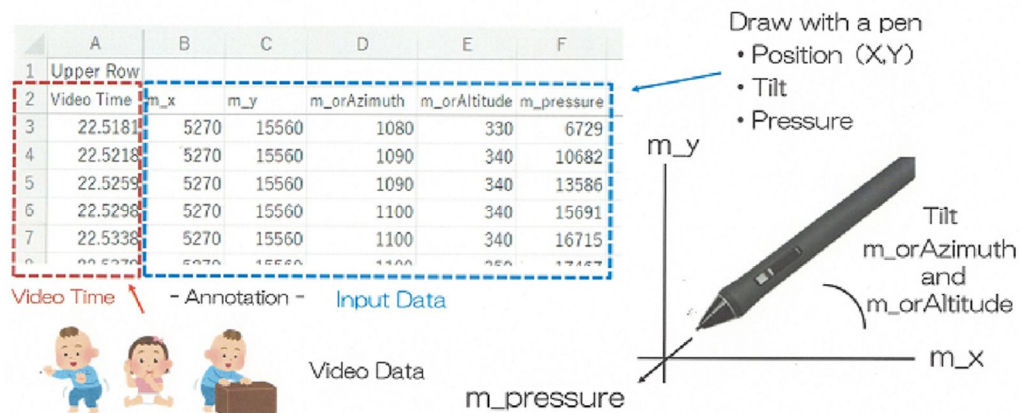 A B C D E F
1 Upper Row
2 Video Time m_x m_y m_orAzimuth m_orAltitude m_pressure
3 22.5181 5270 15560 1080 330 6729
4 22.5218 5270 15560 1090 340 10682
5 22.5259 5270 15560 1090 340 13586
6 22.5298 5270 15560 1100 340 15691
7 22.5338 5270 15560 1100 340 16715
Video Time - Annotation - Input Data
Video Data
Draw with a pen
・Position (X,Y)
・Tilt
・Pressure
m_y
Tilt
m_orAzimuth
and
m_orAltitude
m_x
m_pressure